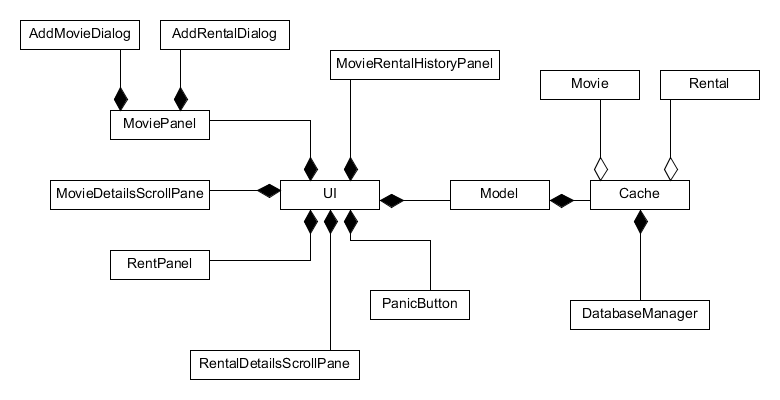 AddMovieDialog
AddRentalDialog
MovieRentalHistoryPanel
Movie
Rental
MoviePanel
MovieDetailsScrollPane
UI
Model
Cache
RentPanel
PanicButton
DatabaseManager
RentalDetailsScrollPane